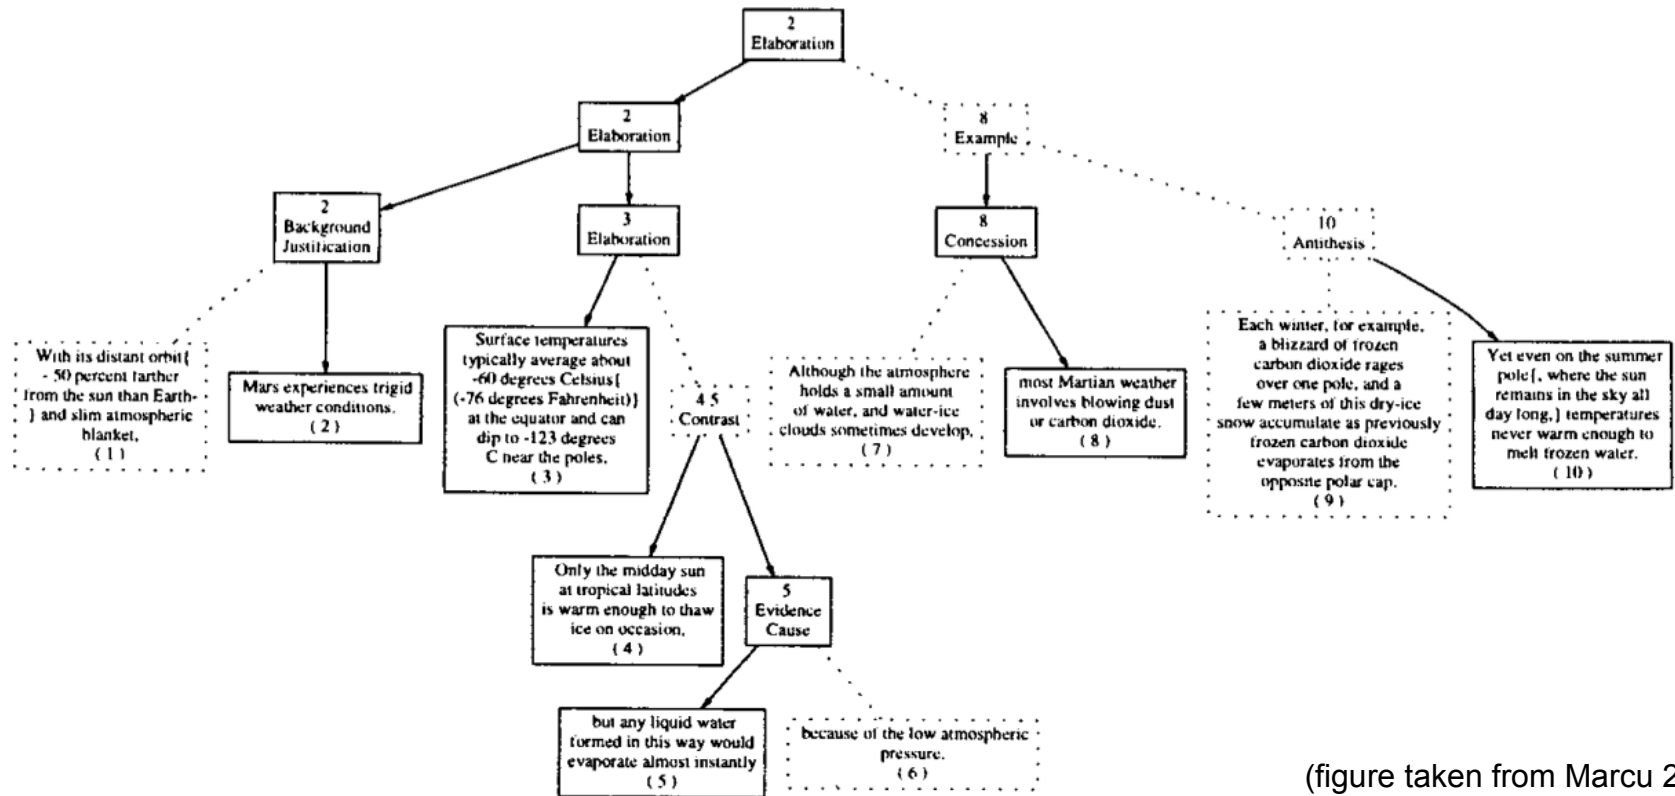 2
Elaboration
2
Elaboration
8
Example
2
Background
Justification
3
Elaboration
8
Concession
10
Antithesis
With its distant orbit{
- 50 percent farther
from the sun than Earth-
} and slim atmospheric
blanket,
(1)
Mars experiences frigid
weather conditions.
(2)
Surface temperatures
typically average about
-60 degrees Celsius{
(-76 degrees Fahrenheit)}
at the equator and can
dip to -123 degrees
C near the poles.
(3)
4 5
Contrast
Although the atmosphere
holds a small amount
of water, and water-ice
clouds sometimes develop,
(7)
most Martian weather
involves blowing dust
or carbon dioxide.
(8)
Each winter, for example,
a blizzard of frozen
carbon dioxide rages
over one pole, and a
few meters of this dry-ice
snow accumulate as previously
frozen carbon dioxide
evaporates from the
opposite polar cap.
(9)
Yet even on the summer
pole{, where the sun
remains in the sky all
day long,} temperatures
never warm enough to
melt frozen water.
(10)
Only the midday sun
at tropical latitudes
is warm enough to thaw
ice on occasion,
(4)
5
Evidence
Cause
but any liquid water
formed in this way would
evaporate almost instantly
(5)
because of the low atmospheric
pressure.
(6)
(figure taken from Marcu 2